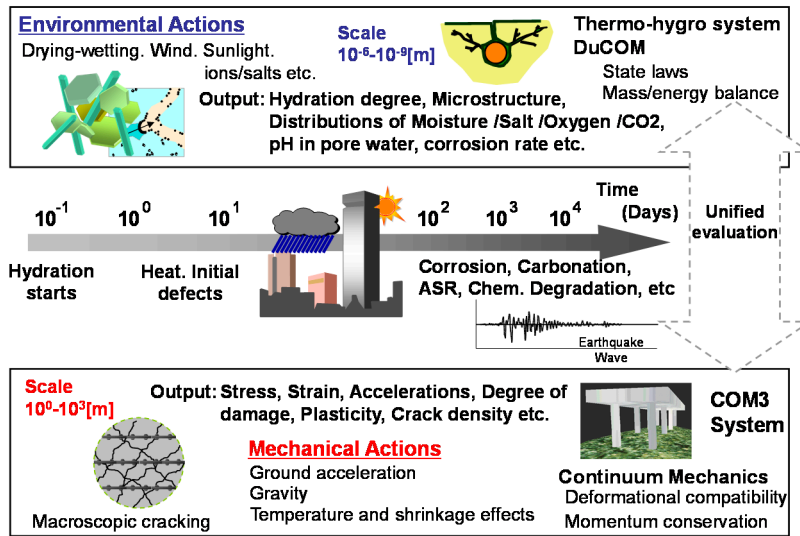 Environmental Actions
Drying-wetting. Wind. Sunlight.
ions/salts etc.
Scale
10⁻⁶-10⁻⁹[m]
Thermo-hygro system
DuCOM
State laws
Mass/energy balance
Output: Hydration degree, Microstructure,
Distributions of Moisture /Salt /Oxygen /CO2,
pH in pore water, corrosion rate etc.
10⁻¹ 10⁰ 10¹ 10² 10³ 10⁴
Time
(Days)
Unified
evaluation
Hydration
starts
Heat. Initial
defects
Corrosion, Carbonation,
ASR, Chem. Degradation, etc
Earthquake
Wave
Scale
10⁰-10³[m]
Output: Stress, Strain, Accelerations, Degree of
damage, Plasticity, Crack density etc.
COM3
System
Mechanical Actions
Ground acceleration
Gravity
Temperature and shrinkage effects
Macroscopic cracking
Continuum Mechanics
Deformational compatibility
Momentum conservation